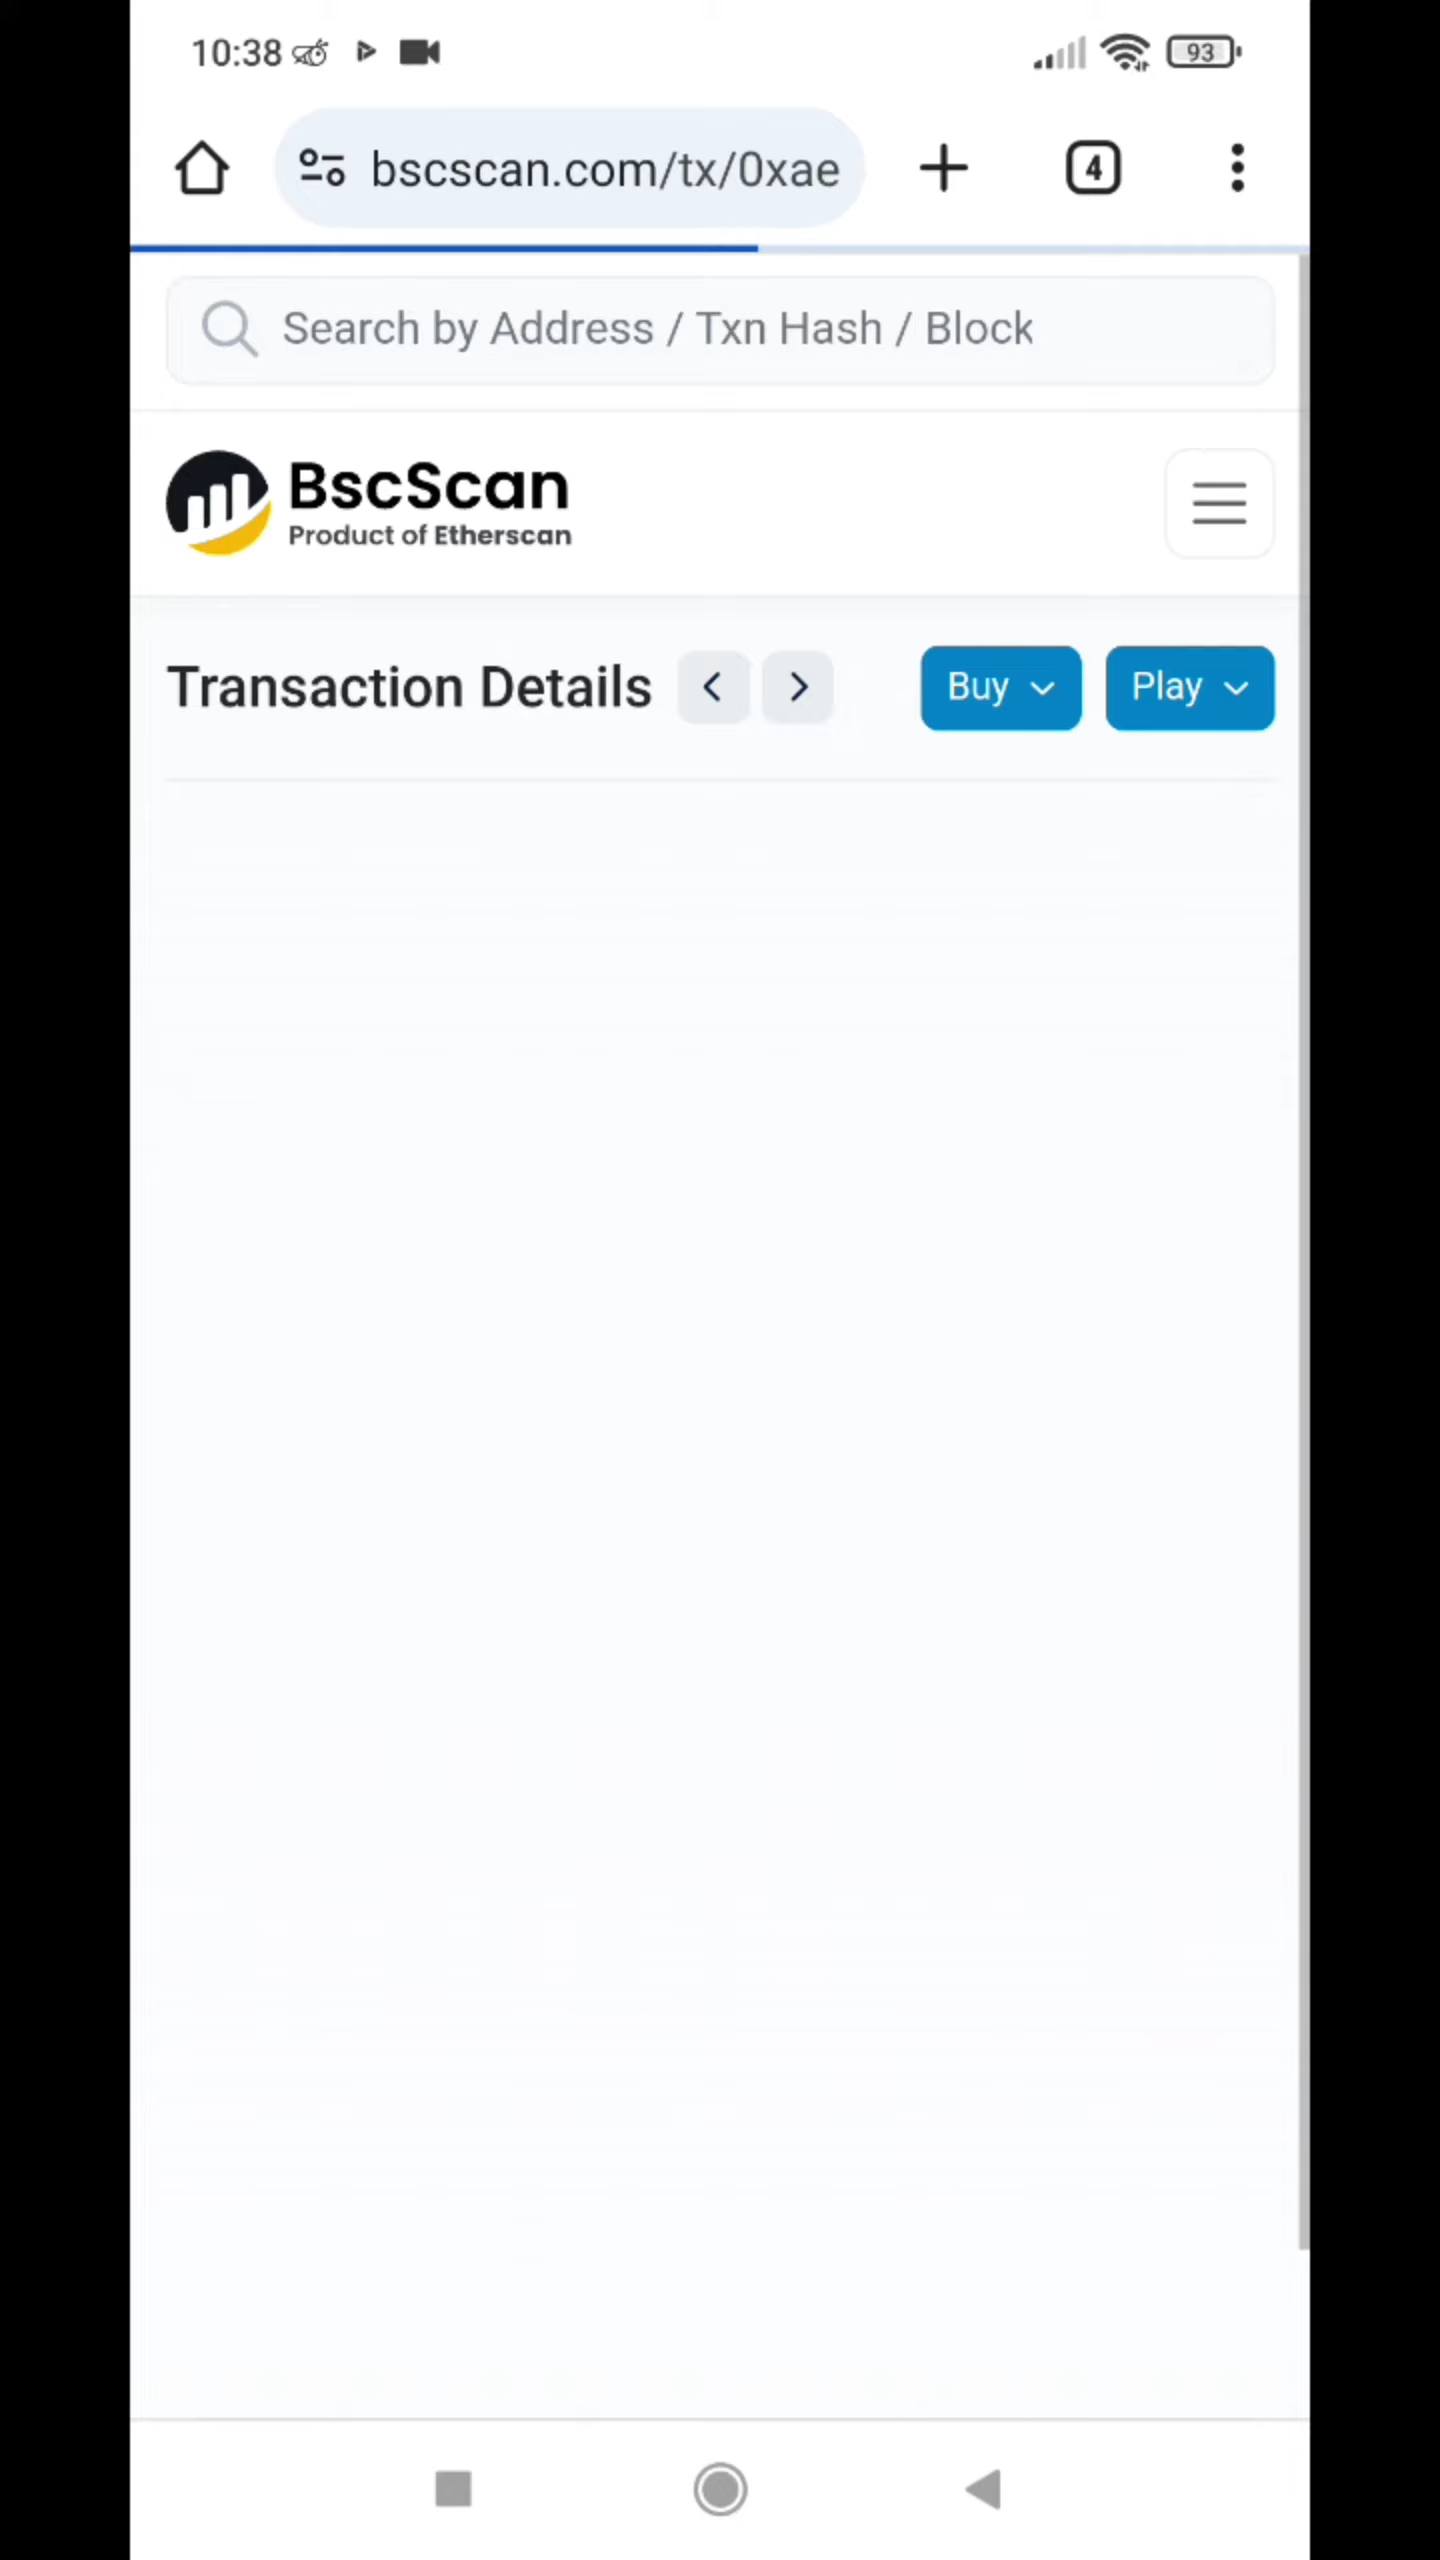 10:38
93
bscscan.com/tx/0xae
4
Search by Address / Txn Hash / Block
BscScan
Product of Etherscan
Transaction Details
Buy
Play